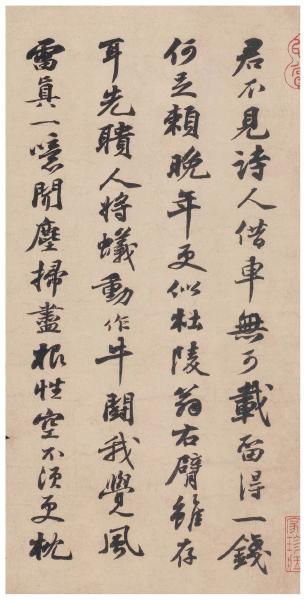 君不見詩人借車無可載留得一錢
何足賴晚年更似杜陵翁右臂雖存
耳先聵人將蟻動作牛鬪我覺風
雷真一噫聞塵掃盡根性空不須更枕